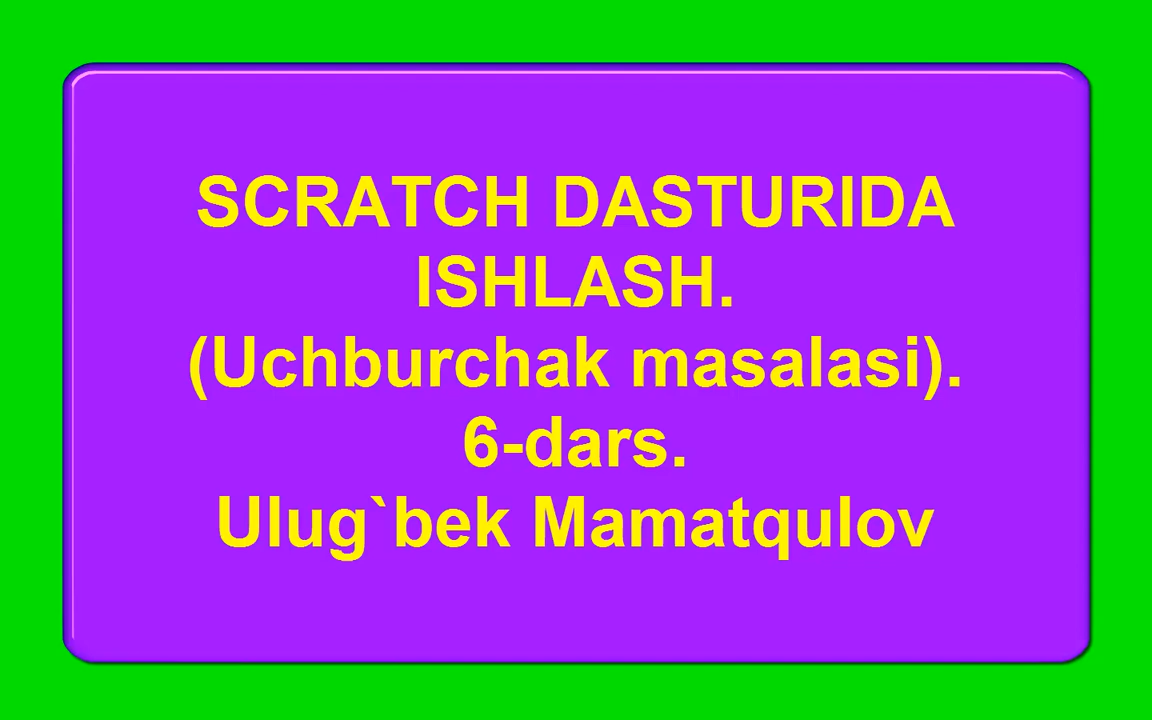 SCRATCH DASTURIDA
ISHLASH.
(Uchburchak masalasi).
6-dars.
Ulug`bek Mamatqulov